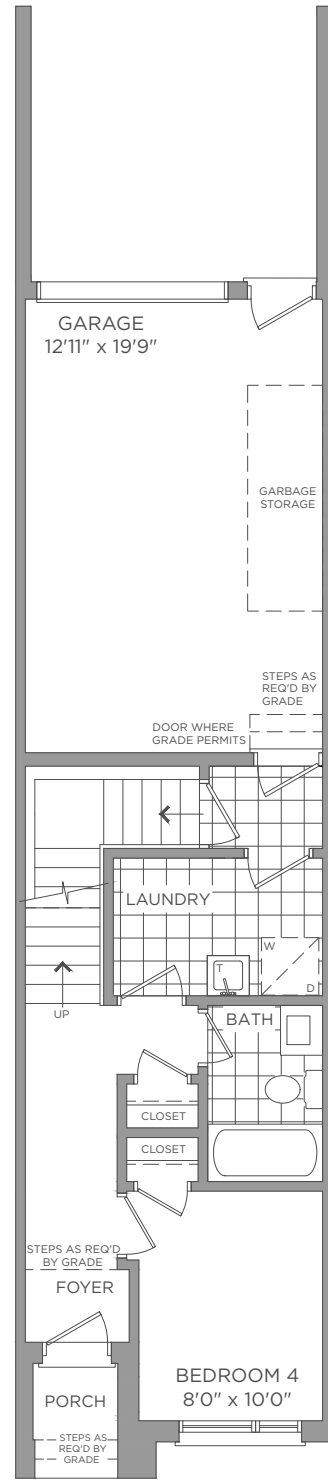 GARAGE
12'11" x 19'9"
GARBAGE
STORAGE
STEPS AS
REQ'D BY
GRADE
DOOR WHERE
GRADE PERMITS
LAUNDRY
W
T
D
UP
BATH
CLOSET
CLOSET
STEPS AS REQ'D
BY GRADE
FOYER
BEDROOM 4
8'0" x 10'0"
PORCH
STEPS AS
REQ'D BY
GRADE